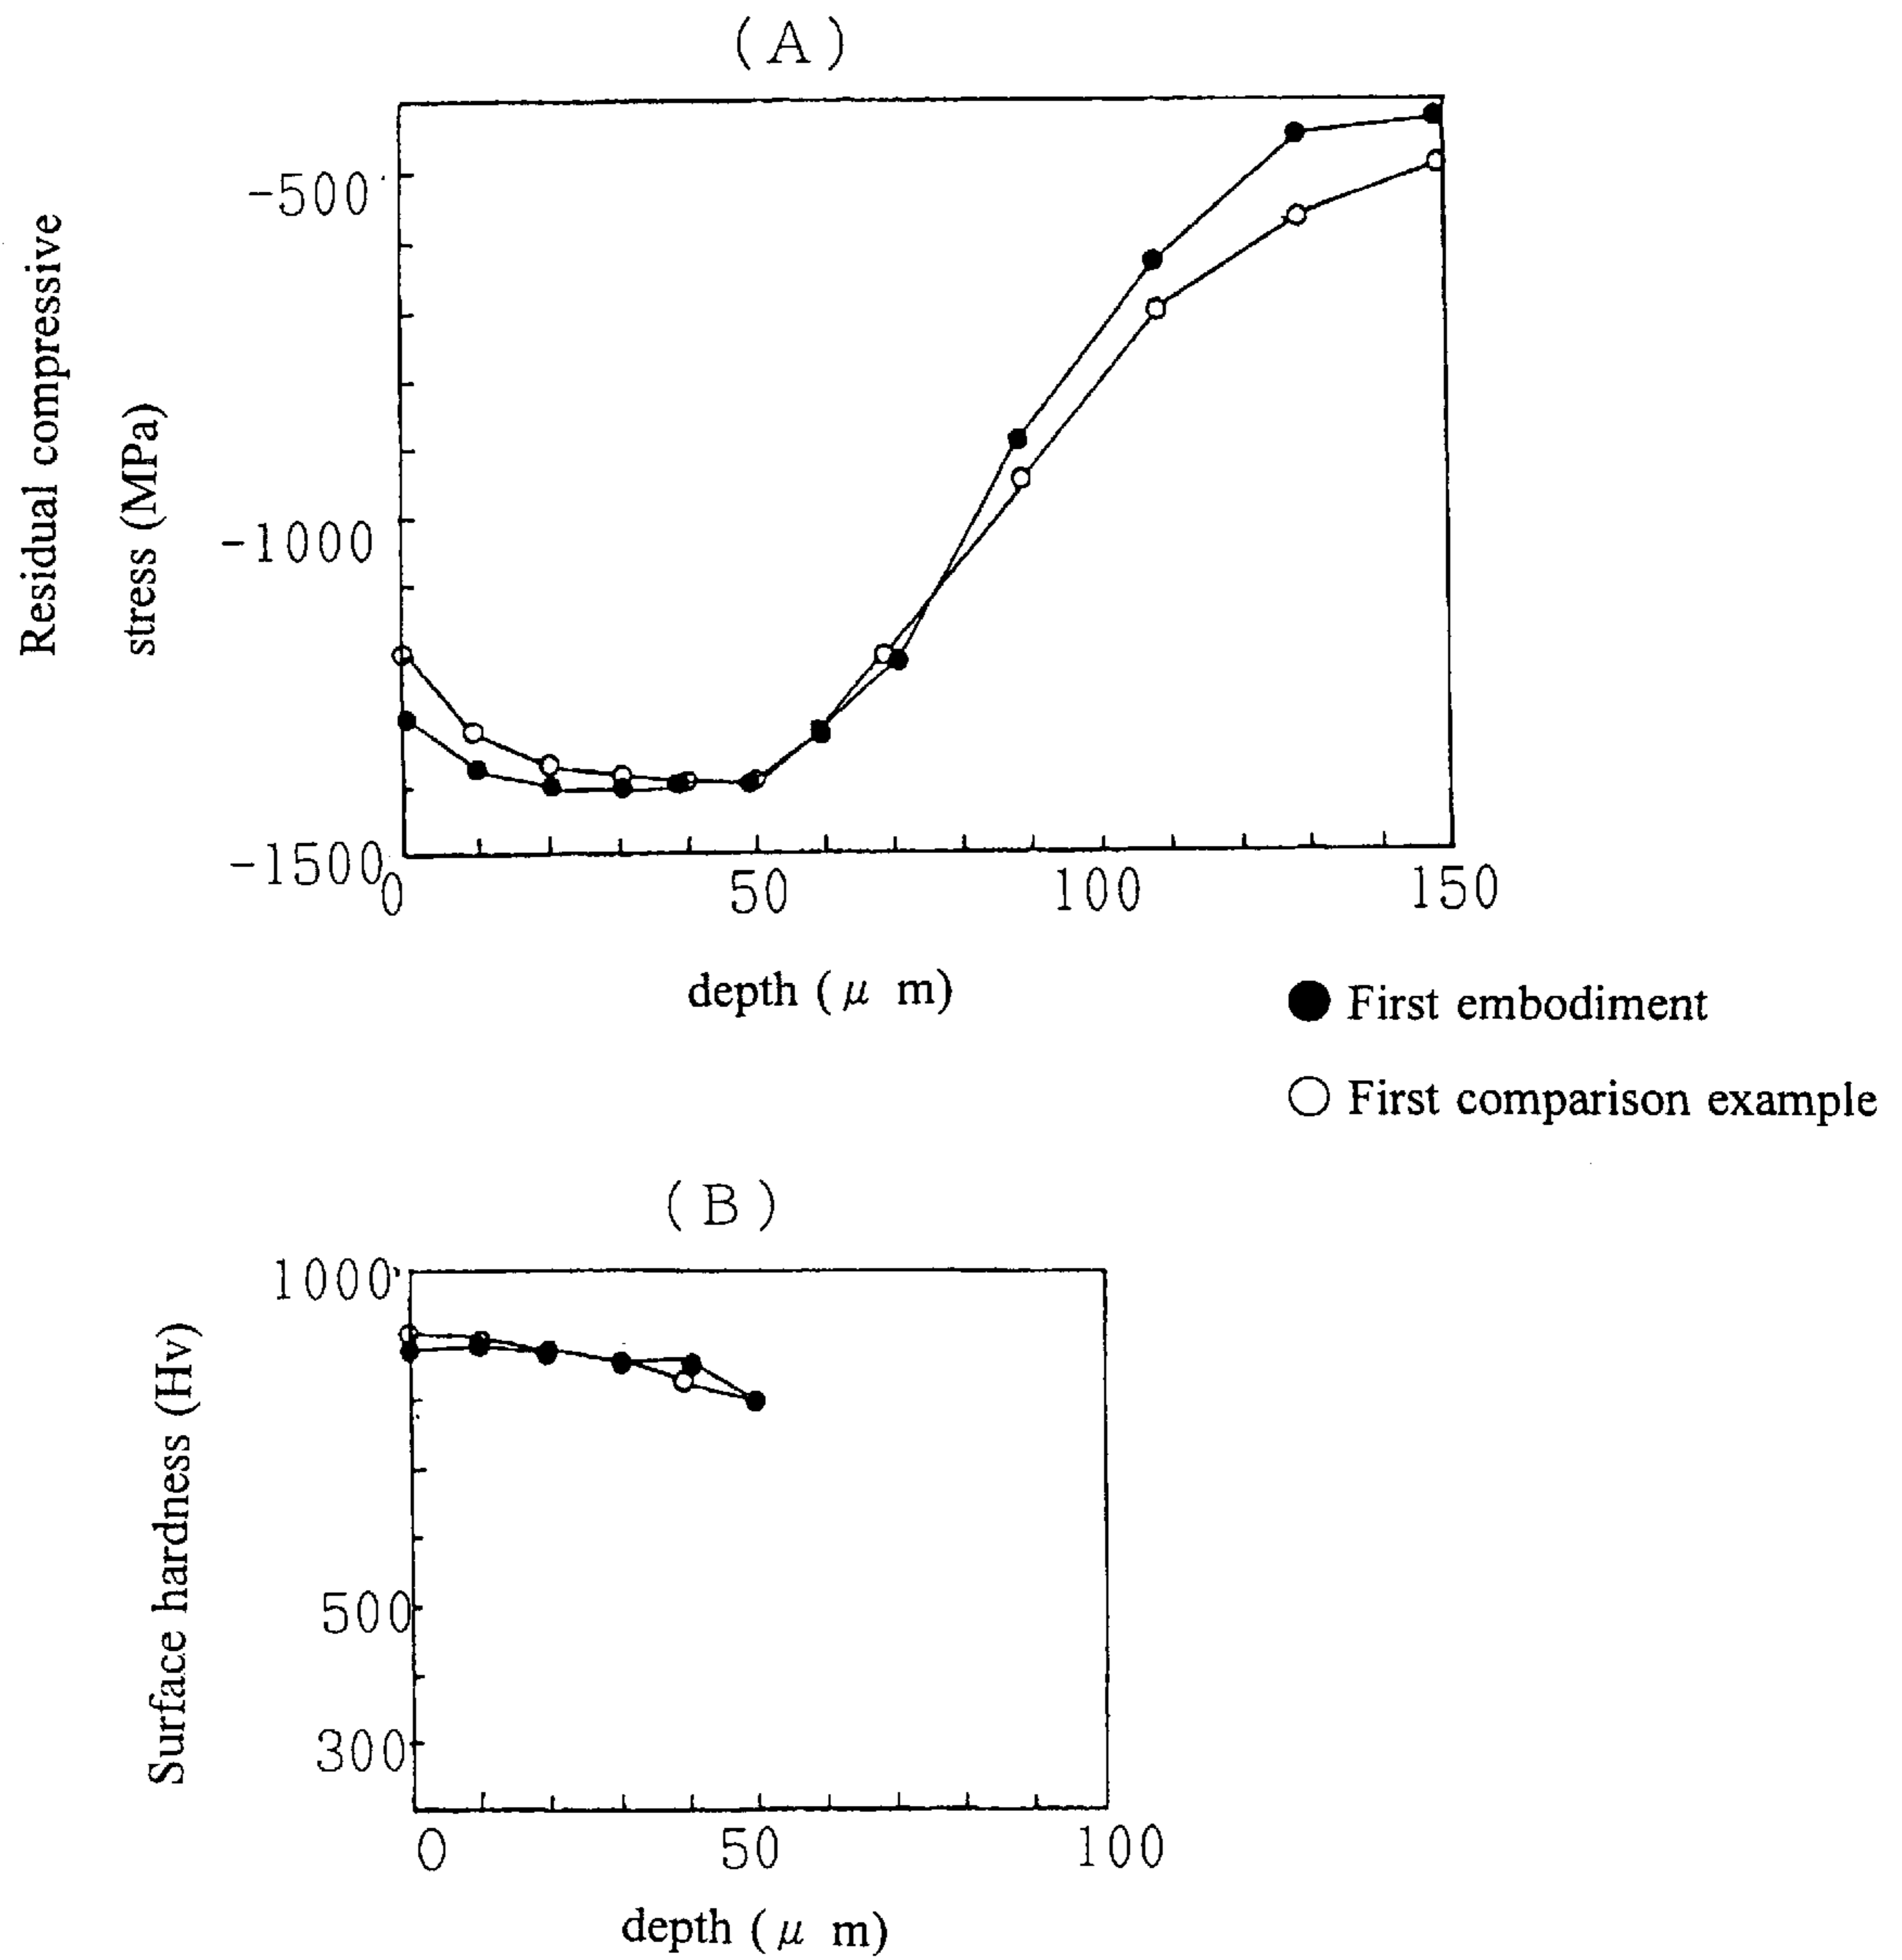 (A)
Residual compressive
stress (MPa)
-500
-1000
-1500
0 50 100 150
depth (μ m)
● First embodiment
○ First comparison example
(B)
Surface hardness (Hv)
1000
500
300
0 50 100
depth (μ m)